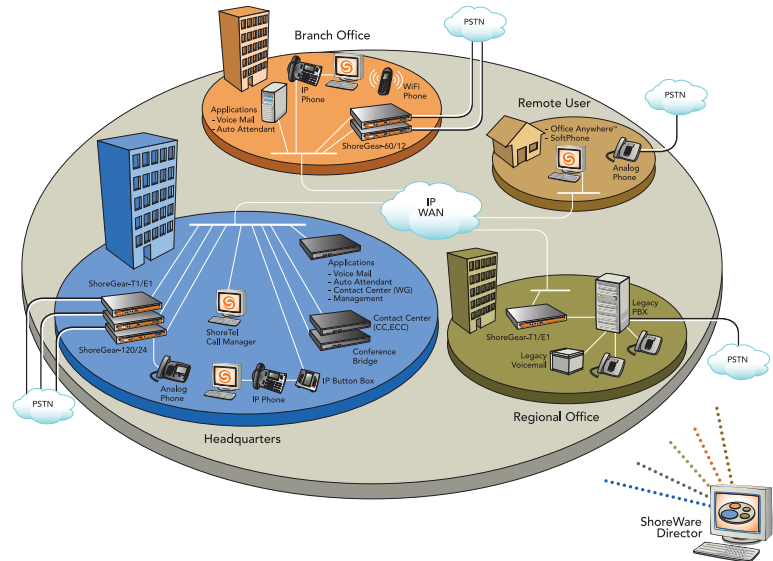 Branch Office
PSTN
IP
Phone
WiFi
Phone
Applications
- Voice Mail
- Auto Attendant
ShoreGear-60/12
Remote User
PSTN
- Office Anywhere™
- SoftPhone
Analog
Phone
IP
WAN
Applications
- Voice Mail
- Auto Attendant
- Contact Center (WG)
- Management
ShoreGear-T1/E1
ShoreTel
Call Manager
Contact Center
(CC,ECC)
ShoreGear-120/24
Conference
Bridge
Analog
Phone
IP Phone
IP Button Box
PSTN
Headquarters
Legacy
PBX
ShoreGear-T1/E1
Legacy
Voicemail
PSTN
Regional Office
ShoreWare
Director